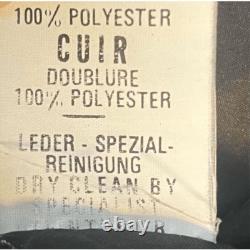 100% POLYESTER
CUIR
DOUBLURE
100% POLYESTER
LEDER - SPEZIAL-
REINIGUNG
DRY CLEAN BY
SPECIALIST